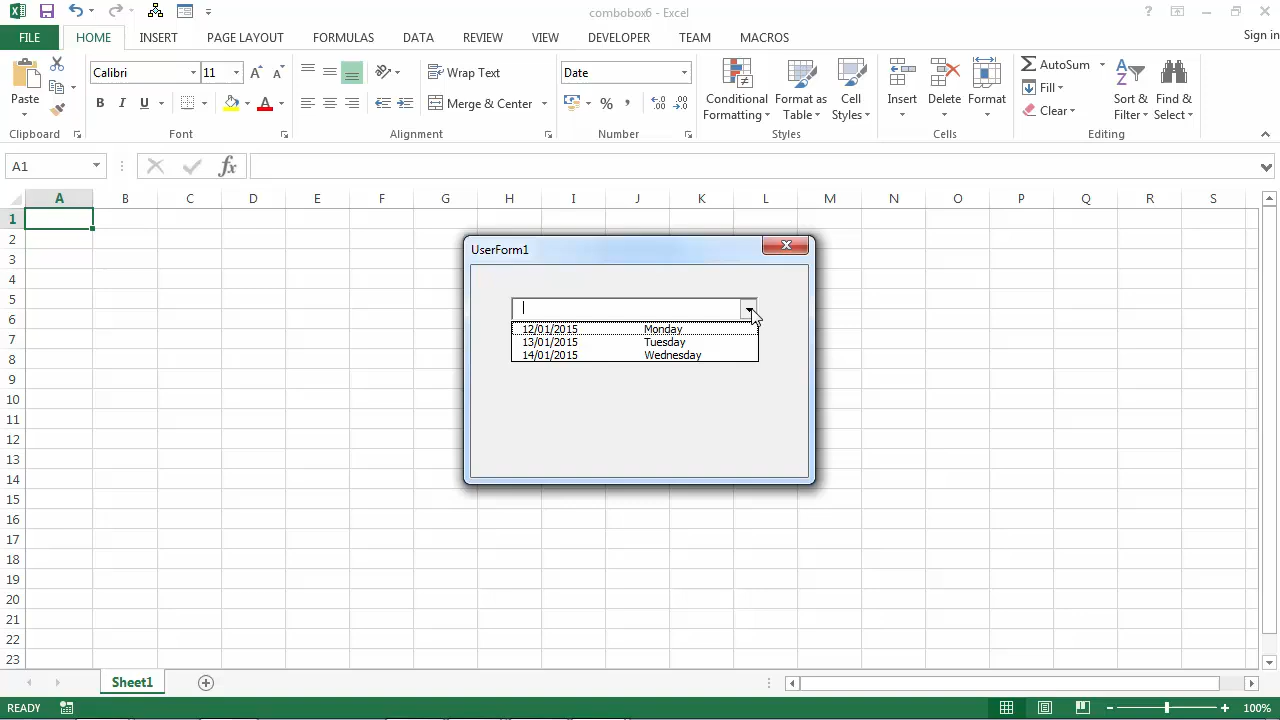 combobox6 - Excel
FILE HOME INSERT PAGE LAYOUT FORMULAS DATA REVIEW VIEW DEVELOPER TEAM MACROS Sign in
Paste
Calibri 11
B I U A
Wrap Text
Merge & Center
Date
% ,
Conditional Formatting
Format as Table
Cell Styles
Insert
Delete
Format
AutoSum
Fill
Clear
Sort & Filter
Find & Select
Clipboard Font Alignment Number Styles Cells Editing
A1 fx
A B C D E F G H I J K L M N O P Q R S
1
2
3
4
5
6
7
8
9
10
11
12
13
14
15
16
17
18
19
20
21
22
23
UserForm1
12/01/2015 Monday
13/01/2015 Tuesday
14/01/2015 Wednesday
Sheet1
READY 100%